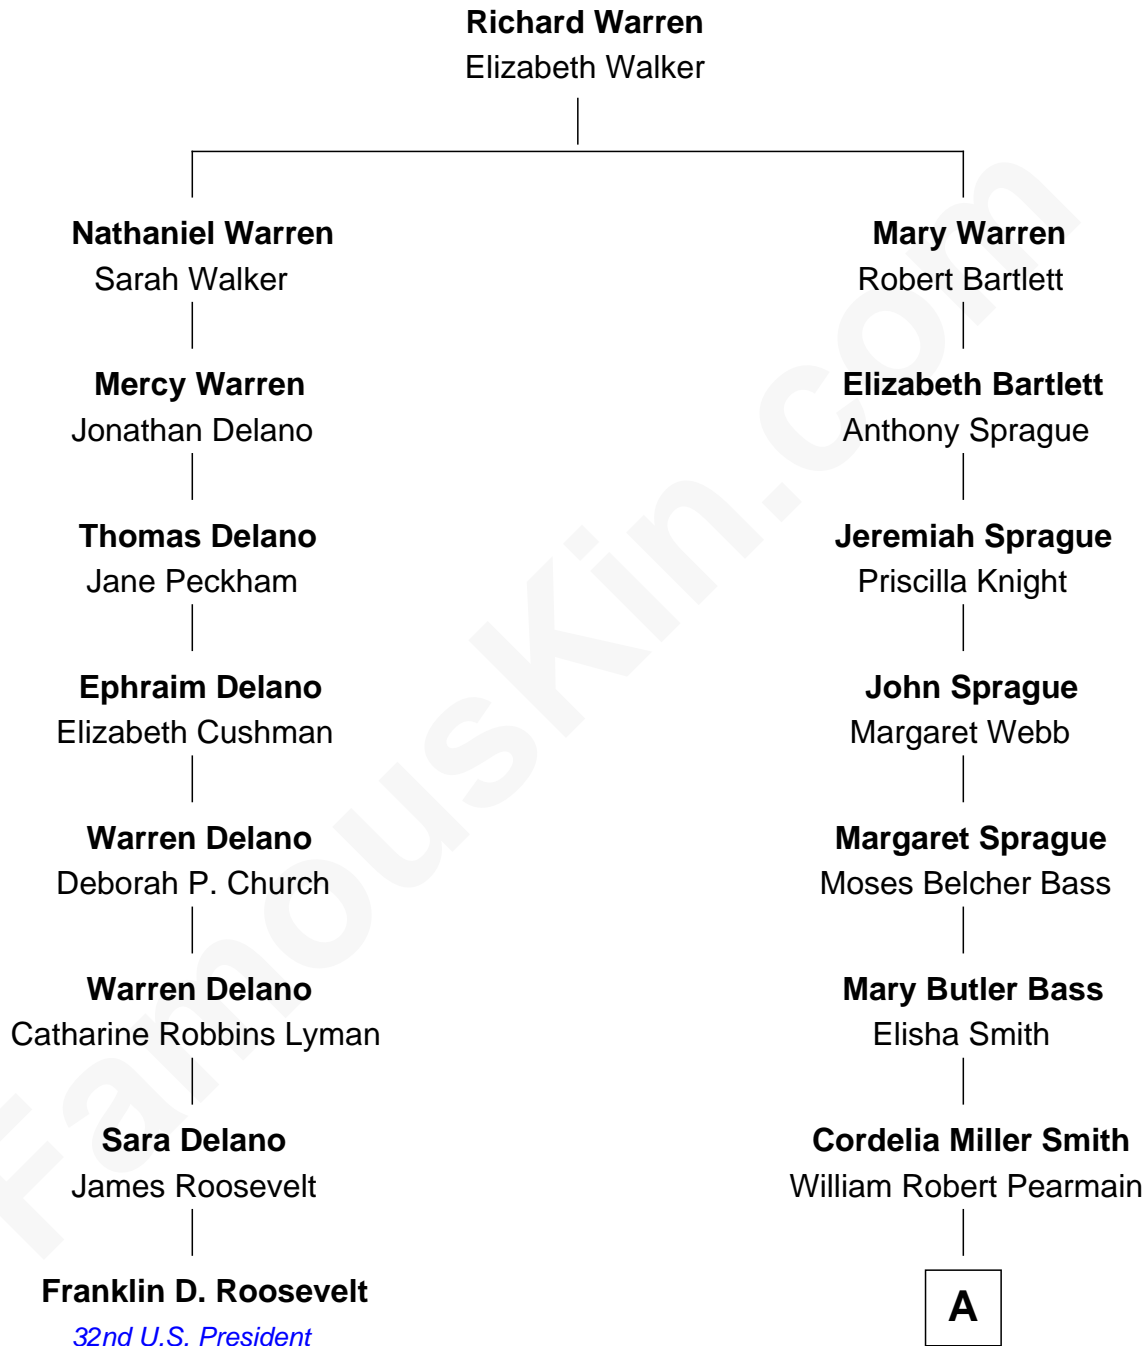 Richard Warren
Elizabeth Walker
Nathaniel Warren
Sarah Walker
Mary Warren
Robert Bartlett
Mercy Warren
Jonathan Delano
Elizabeth Bartlett
Anthony Sprague
Thomas Delano
Jane Peckham
Jeremiah Sprague
Priscilla Knight
Ephraim Delano
Elizabeth Cushman
John Sprague
Margaret Webb
Warren Delano
Deborah P. Church
Margaret Sprague
Moses Belcher Bass
Warren Delano
Catharine Robbins Lyman
Mary Butler Bass
Elisha Smith
Sara Delano
James Roosevelt
Cordelia Miller Smith
William Robert Pearmain
Franklin D. Roosevelt
32nd U.S. President
A
FamousKin.com